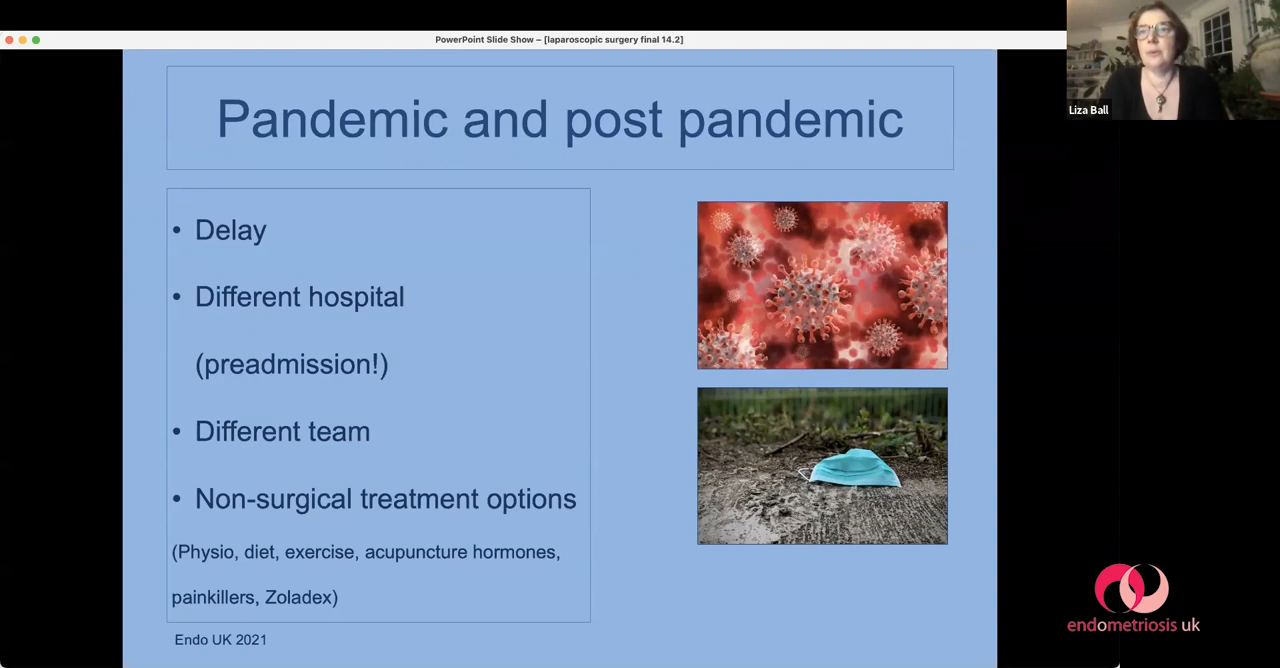 PowerPoint Slide Show – [laparoscopic surgery final 14.2]
Liza Ball
Pandemic and post pandemic
• Delay
• Different hospital
(preadmission!)
• Different team
• Non-surgical treatment options
(Physio, diet, exercise, acupuncture hormones,
painkillers, Zoladex)
Endo UK 2021
endometriosis uk